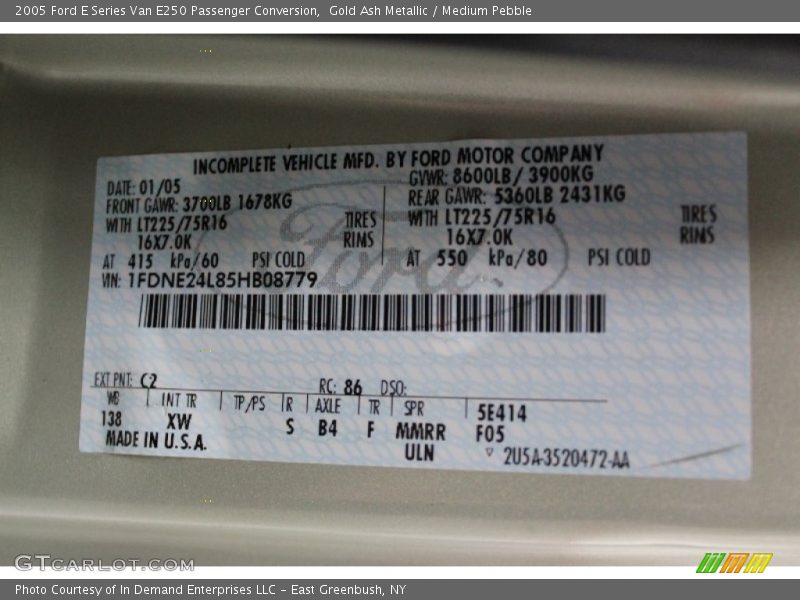 2005 Ford E Series Van E250 Passenger Conversion,  Gold Ash Metallic / Medium Pebble
INCOMPLETE VEHICLE MFD. BY FORD MOTOR COMPANY
DATE: 01/05 GVWR: 8600LB/ 3900KG
FRONT GAWR: 3700LB 1678KG REAR GAWR: 5360LB 2431KG
WITH LT225/75R16 TIRES WITH LT225/75R16 TIRES
16X7.0K RIMS 16X7.0K RIMS
AT 415 kPa/60 PSI COLD AT 550 kPa/80 PSI COLD
VIN: 1FDNE24L85HB08779
Ford
EXT PNT: C2 RC: 86 DSO:
WB INT TR TP/PS R AXLE TR SPR 5E414
138 XW S B4 F MMRR F05
MADE IN U.S.A. ULN ▽ 2U5A-3520472-AA
GTCARLOT.COM
Photo Courtesy of In Demand Enterprises LLC - East Greenbush, NY